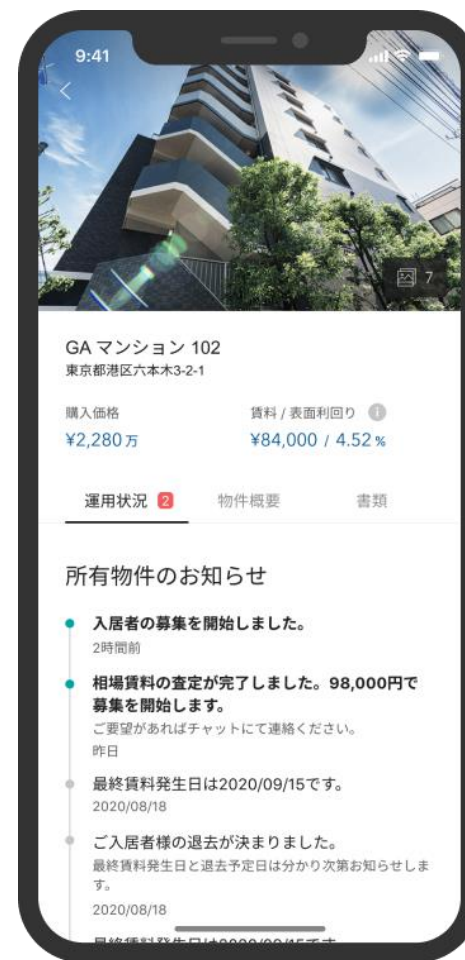 9:41
7
GA マンション 102
東京都港区六本木3-2-1
購入価格
賃料 / 表面利回り
¥2,280 万
¥84,000 / 4.52 %
運用状況 2
物件概要
書類
所有物件のお知らせ
入居者の募集を開始しました。
2時間前
相場賃料の査定が完了しました。98,000円で
募集を開始します。
ご要望があればチャットにて連絡ください。
昨日
最終賃料発生日は2020/09/15です。
2020/08/18
ご入居者様の退去が決まりました。
最終賃料発生日と退去予定日は分かり次第お知らせしま
す。
2020/08/18